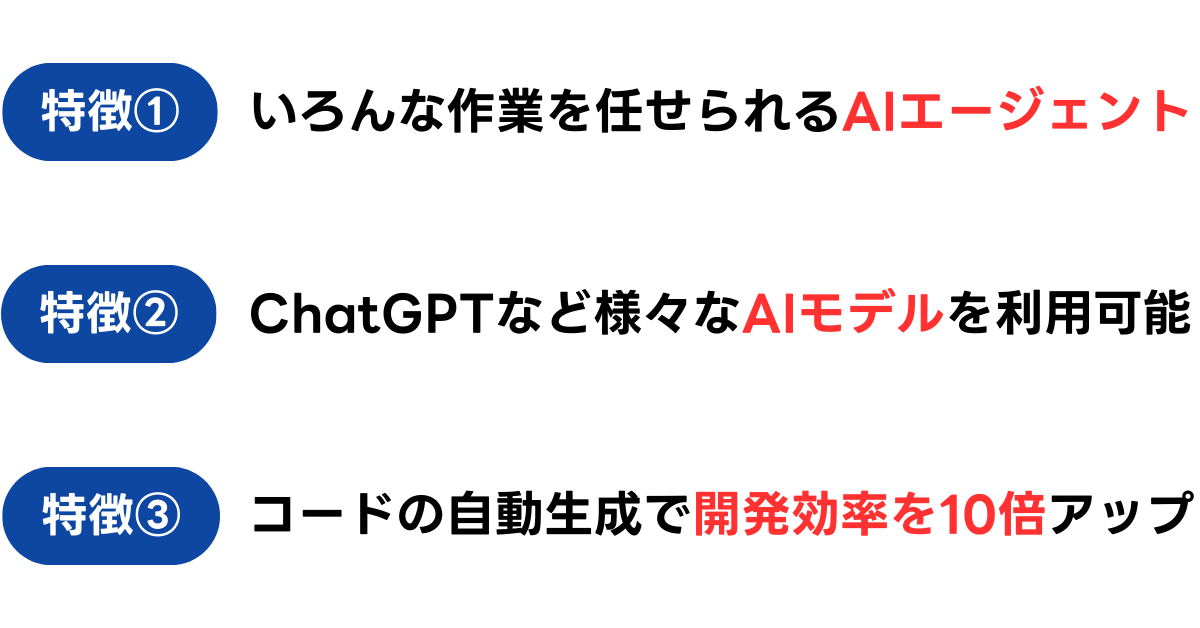 特徴① いろんな作業を任せられるAIエージェント
特徴② ChatGPTなど様々なAIモデルを利用可能
特徴③ コードの自動生成で開発効率を10倍アップ